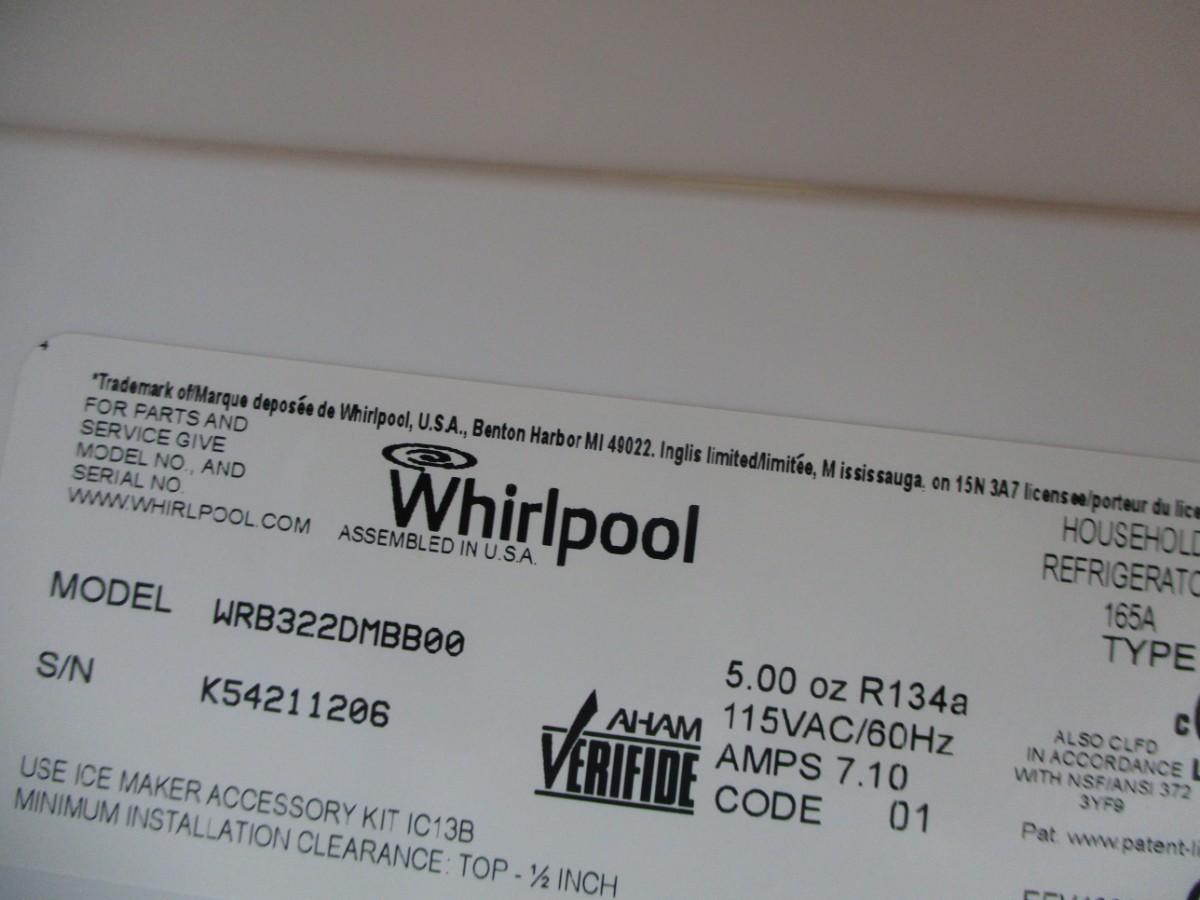 *Trademark of/Marque deposée de Whirlpool, U.S.A., Benton Harbor MI 49022. Inglis limited/limitée, M ississauga, on 15N 3A7 licensee/porteur du lice
FOR PARTS AND
SERVICE GIVE
MODEL NO., AND
SERIAL NO.
WWW.WHIRLPOOL.COM
Whirlpool
ASSEMBLED IN U.S.A.
HOUSEHOLD
REFRIGERATO
165A
TYPE
MODEL WRB322DMBB00
S/N K54211206
AHAM
VERIFIDE
5.00 oz R134a
115VAC/60Hz
AMPS 7.10
CODE 01
c
ALSO CLFD
IN ACCORDANCE
WITH NSF/ANSI 372
3YF9
Pat. www.patent-li
USE ICE MAKER ACCESSORY KIT IC13B
MINIMUM INSTALLATION CLEARANCE: TOP - ½ INCH